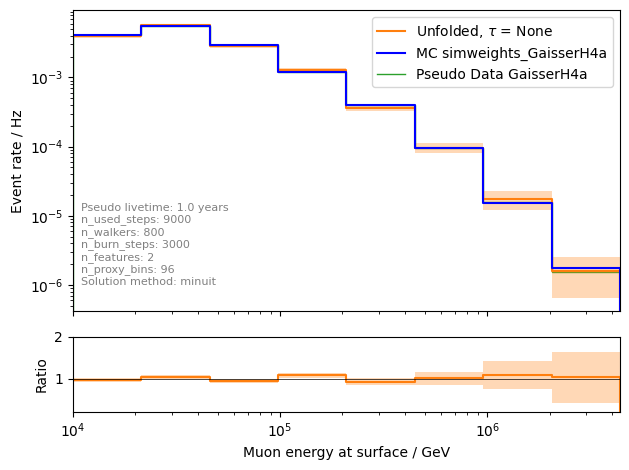 Unfolded, τ = None
MC simweights_GaisserH4a
Pseudo Data GaisserH4a
10⁻³
10⁻⁴
10⁻⁵
10⁻⁶
Event rate / Hz
Pseudo livetime: 1.0 years
n_used_steps: 9000
n_walkers: 800
n_burn_steps: 3000
n_features: 2
n_proxy_bins: 96
Solution method: minuit
2
1
Ratio
10⁴
10⁵
10⁶
Muon energy at surface / GeV